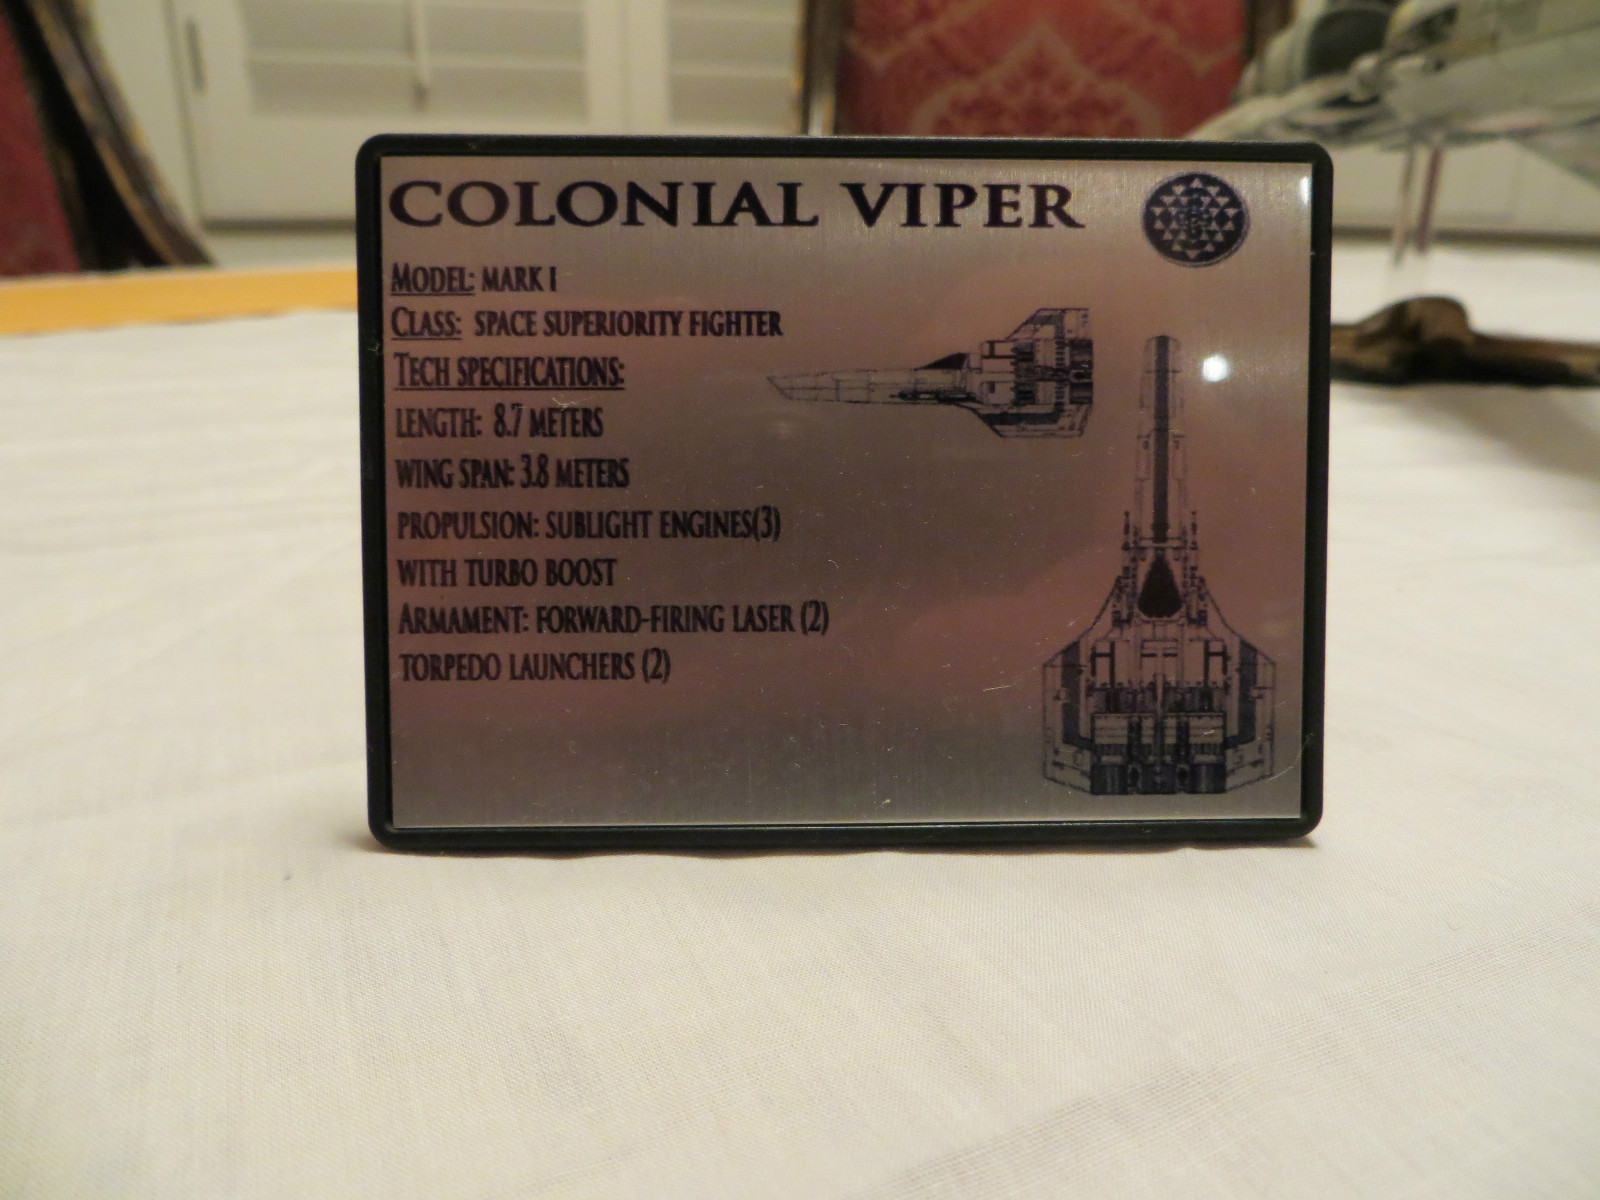 COLONIAL VIPER
MODEL: MARK I
CLASS: SPACE SUPERIORITY FIGHTER
TECH SPECIFICATIONS:
LENGTH: 8.7 METERS
WING SPAN: 3.8 METERS
PROPULSION: SUBLIGHT ENGINES(3)
WITH TURBO BOOST
ARMAMENT: FORWARD-FIRING LASER (2)
TORPEDO LAUNCHERS (2)